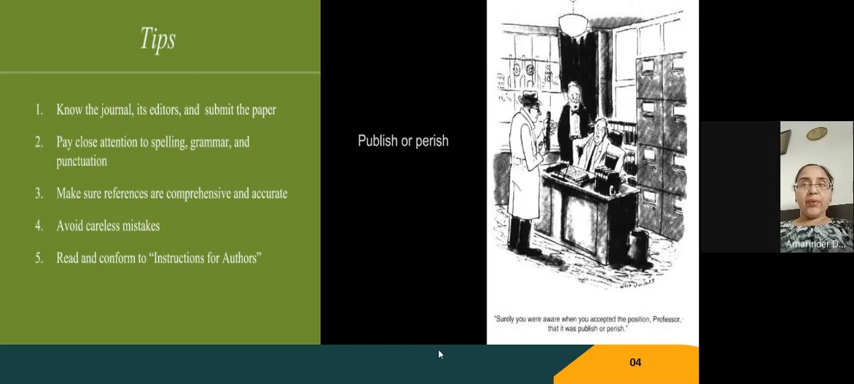 Tips
1. Know the journal, its editors, and submit the paper
2. Pay close attention to spelling, grammar, and
punctuation
3. Make sure references are comprehensive and accurate
4. Avoid careless mistakes
5. Read and conform to “Instructions for Authors”
Publish or perish
"Surely you were aware when you accepted the position, Professor,
that it was publish or perish."
04
Amarinder D...